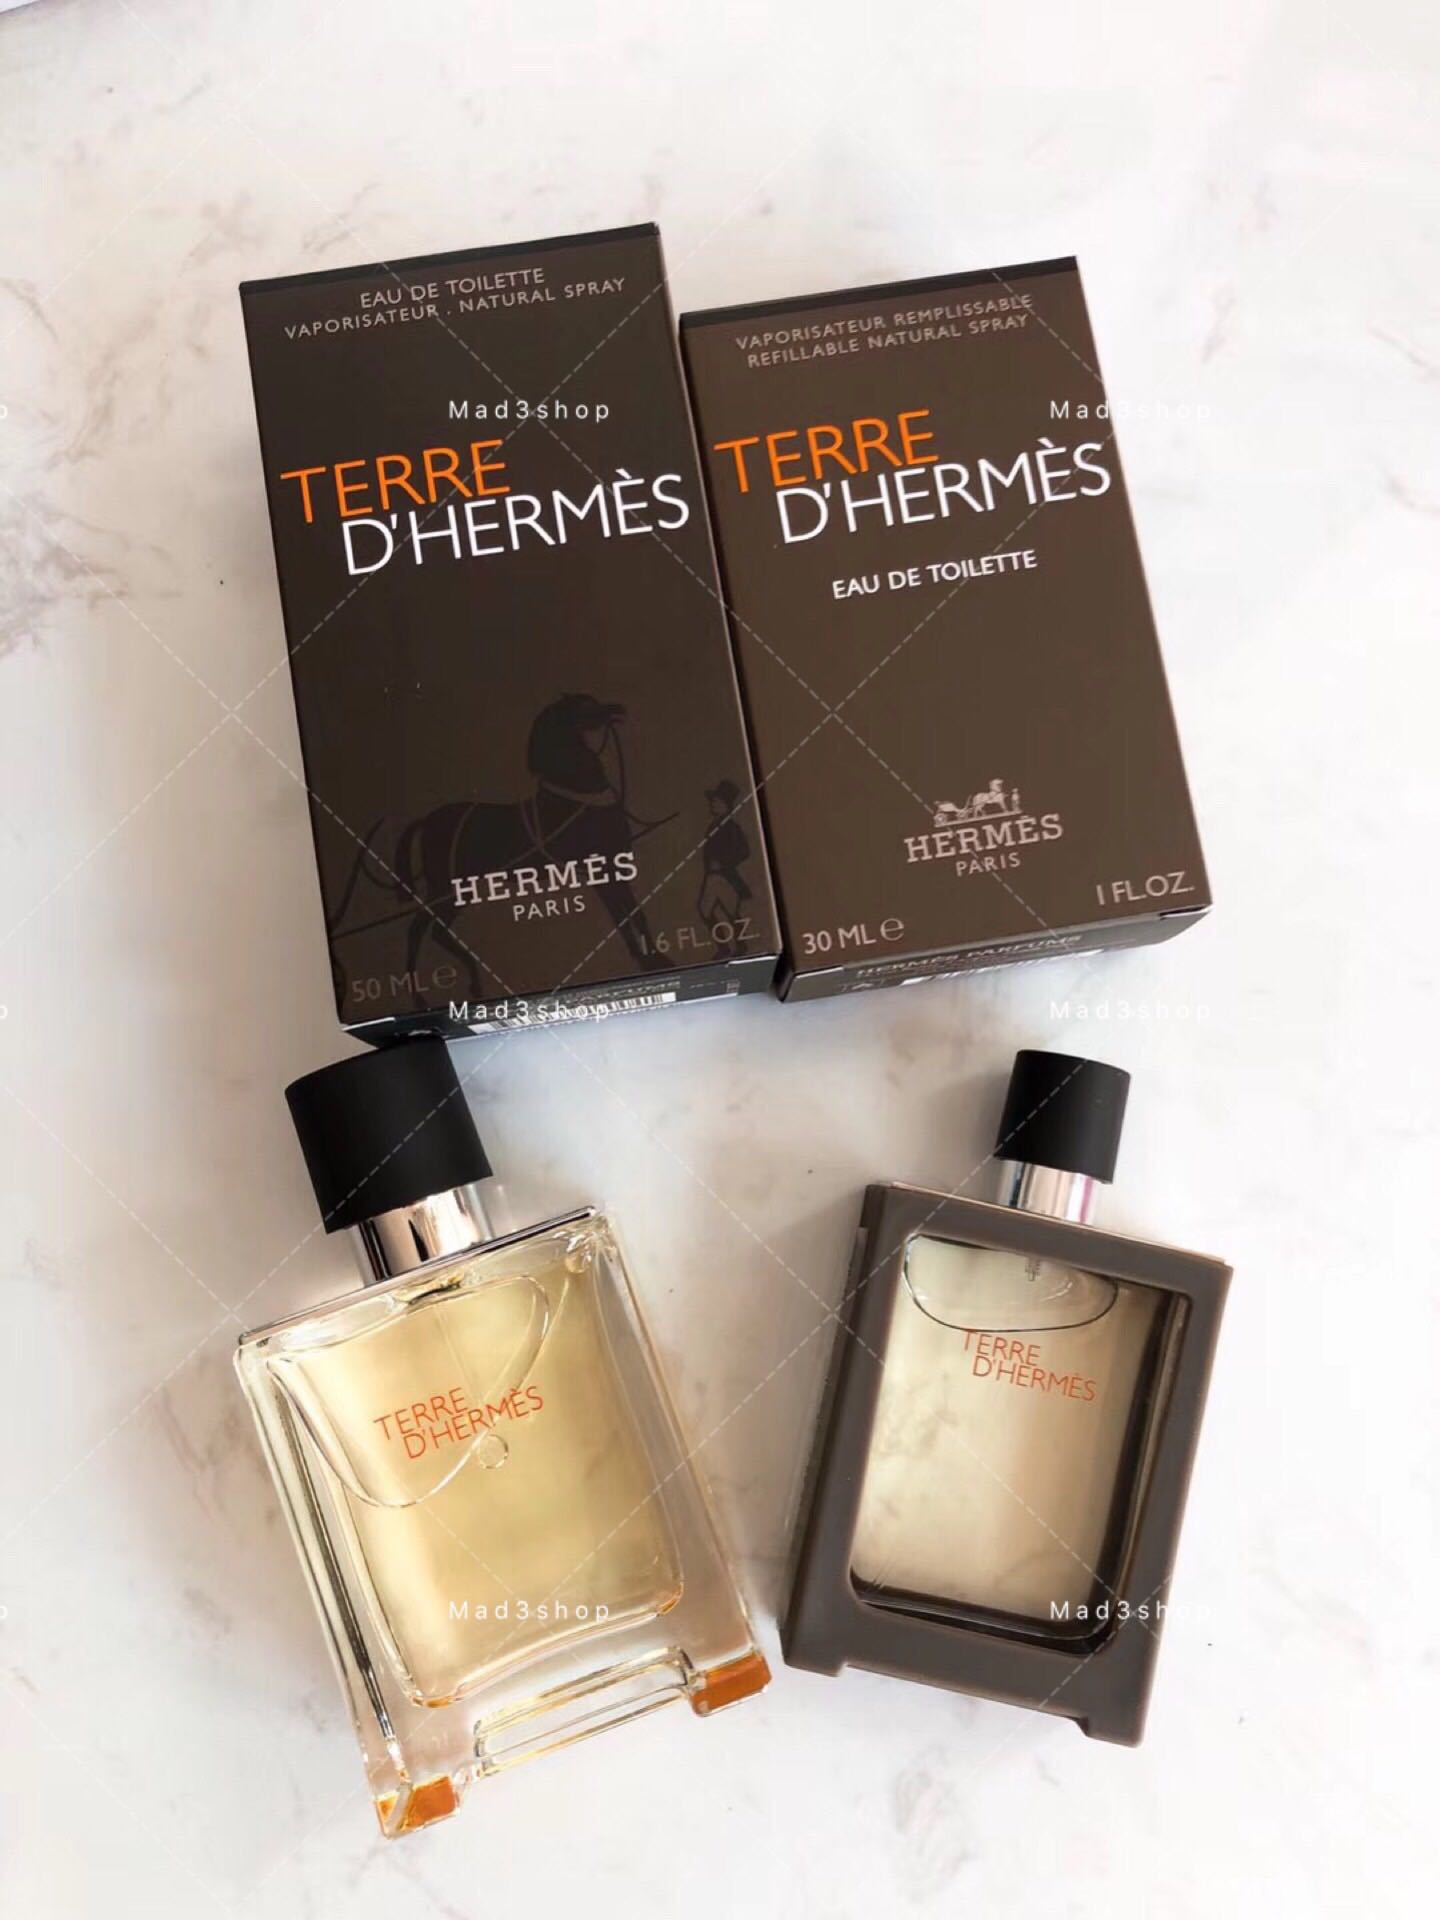 EAU DE TOILETTE
VAPORISATEUR . NATURAL SPRAY
TERRE
D'HERMÈS
HERMÈS
PARIS
50 ML e
1.6 FL.OZ.
VAPORISATEUR REMPLISSABLE
REFILLABLE NATURAL SPRAY
TERRE
D'HERMÈS
EAU DE TOILETTE
HERMÈS
PARIS
30 ML e
1 FL.OZ.
HERMÈS PARFUMS
TERRE
D'HERMÈS
TERRE
D'HERMÈS
Mad3shop
Mad3shop
Mad3shop
Mad3shop
Mad3shop
Mad3shop